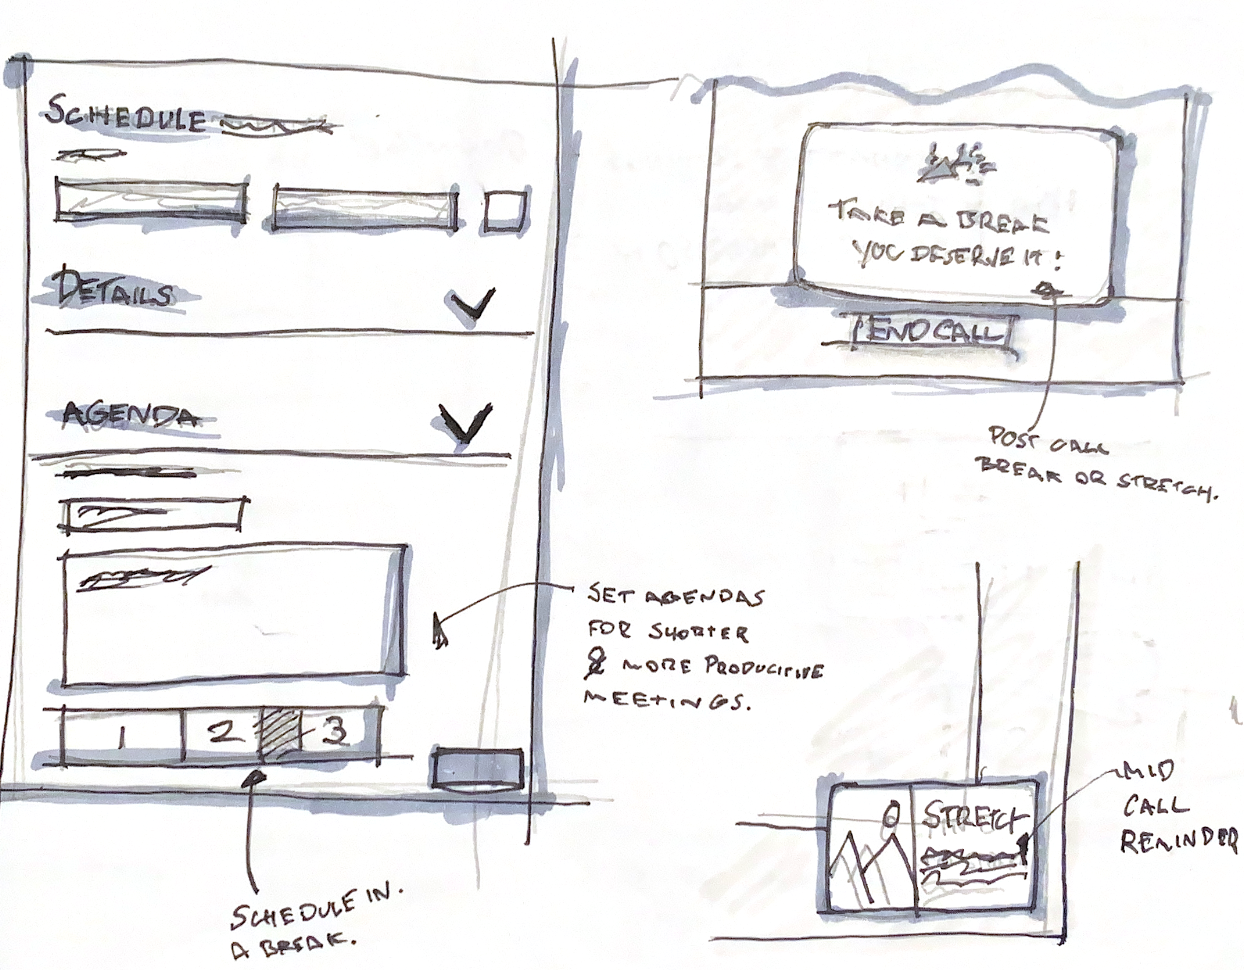 SCHEDULE
DETAILS
AGENDA
1 2 3
SET AGENDAS
FOR SHORTER
& MORE PRODUCITIVE
MEETINGS.
SCHEDULE IN.
A BREAK.
TAKE A BREAK
YOU DESERVE IT!
END CALL
POST CALL
BREAK OR STRETCH.
STRETCH
MID
CALL
REMINDER